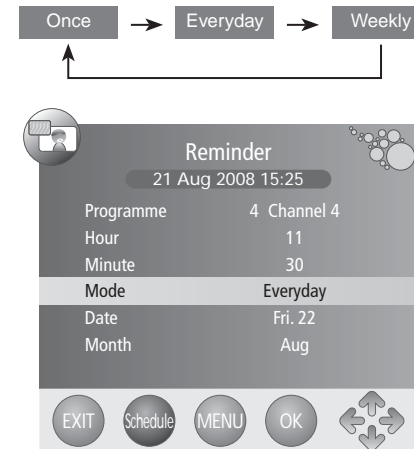 Once Everyday Weekly
Reminder
21 Aug 2008 15:25
Programme 4 Channel 4
Hour 11
Minute 30
Mode Everyday
Date Fri. 22
Month Aug
EXIT Schedule MENU OK